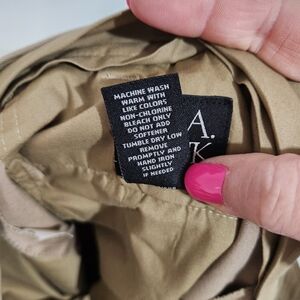 MACHINE WASH
WARM WITH
LIKE COLORS
NON-CHLORINE
BLEACH ONLY
DO NOT ADD
SOFTENER
TUMBLE DRY LOW
REMOVE
PROMPTLY AND
HAND IRON
SLIGHTLY
IF NEEDED
A.
K